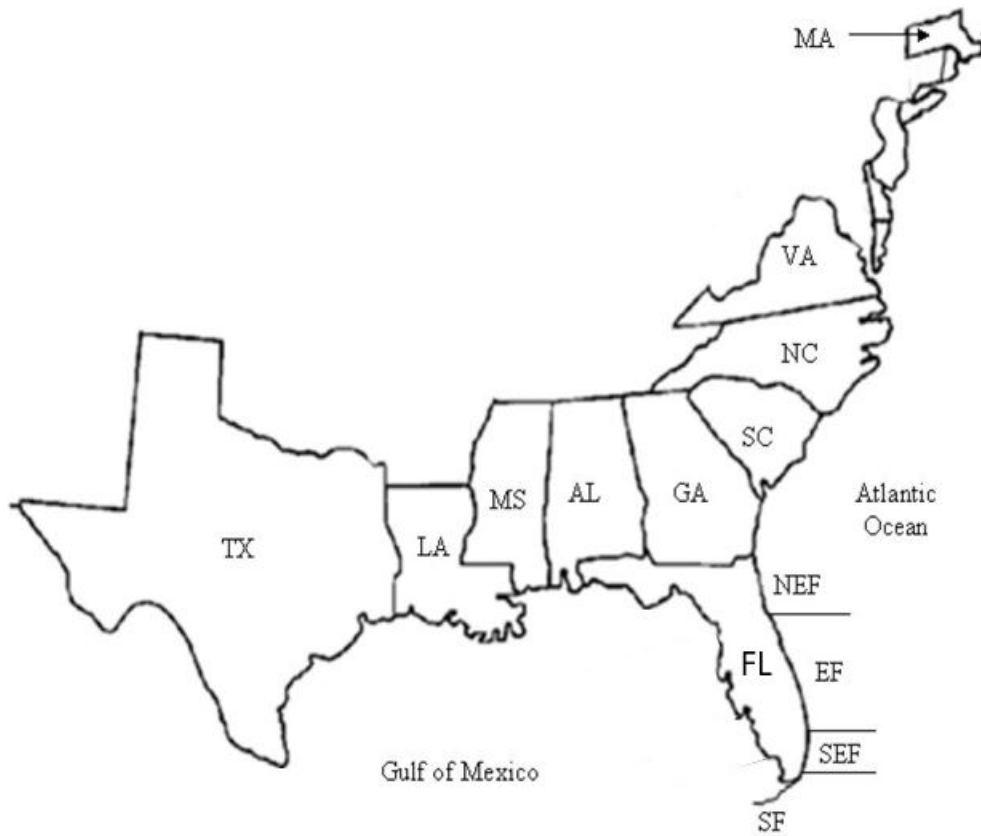 MA
VA
NC
SC
MS
AL
GA
Atlantic
Ocean
TX
LA
NEF
FL
EF
SEF
Gulf of Mexico
SF